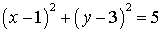 (x−1)² + (y−3)² = 5